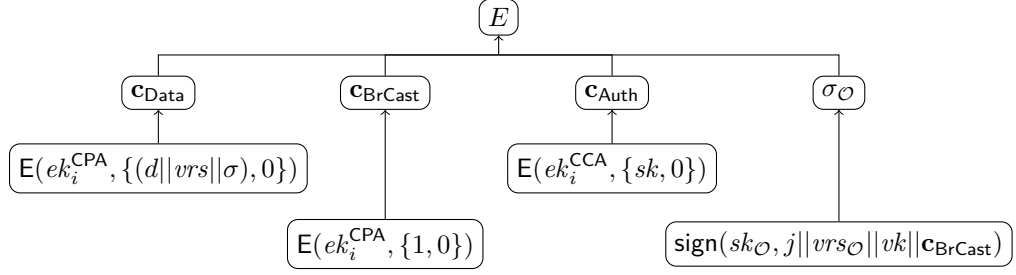 E
c_Data c_BrCast c_Auth σ_𝒪
E(ek_i^CPA, {(d||vrs||σ), 0}) E(ek_i^CCA, {sk, 0})
E(ek_i^CPA, {1, 0}) sign(sk_𝒪, j||vrs_𝒪||vk||c_BrCast)